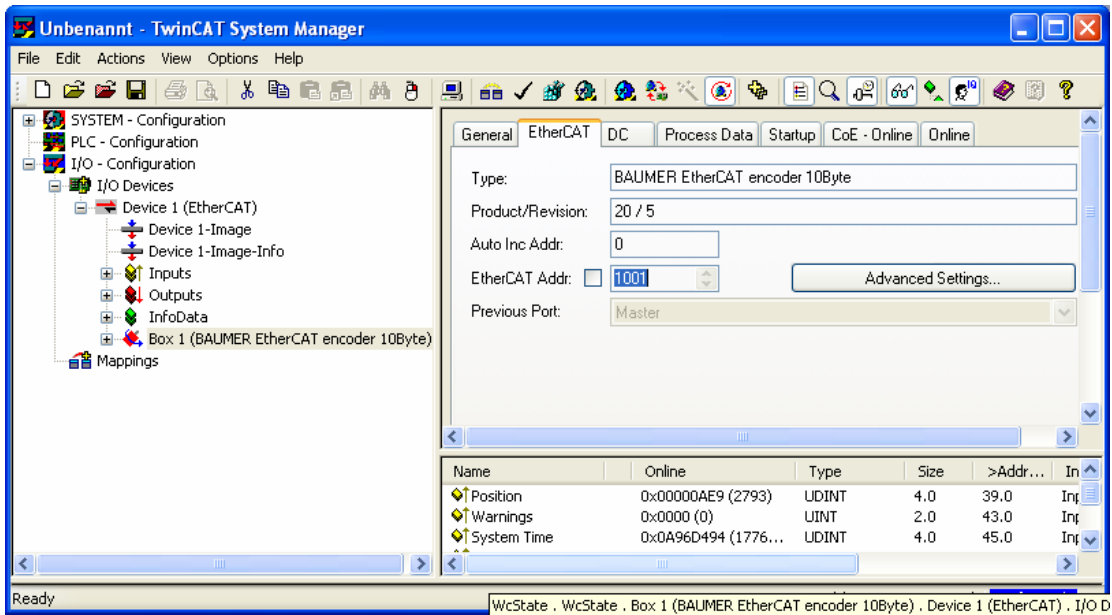 Unbenannt - TwinCAT System Manager
File Edit Actions View Options Help
SYSTEM - Configuration
PLC - Configuration
I/O - Configuration
I/O Devices
Device 1 (EtherCAT)
Device 1-Image
Device 1-Image-Info
Inputs
Outputs
InfoData
Box 1 (BAUMER EtherCAT encoder 10Byte)
Mappings
General EtherCAT DC Process Data Startup CoE - Online Online
Type: BAUMER EtherCAT encoder 10Byte
Product/Revision: 20 / 5
Auto Inc Addr: 0
EtherCAT Addr: 1001 Advanced Settings...
Previous Port: Master
Name Online Type Size >Addr... In
Position 0x00000AE9 (2793) UDINT 4.0 39.0 Inp
Warnings 0x0000 (0) UINT 2.0 43.0 Inp
System Time 0x0A96D494 (1776... UDINT 4.0 45.0 Inp
Ready
WcState . WcState . Box 1 (BAUMER EtherCAT encoder 10Byte) . Device 1 (EtherCAT) . I/O D